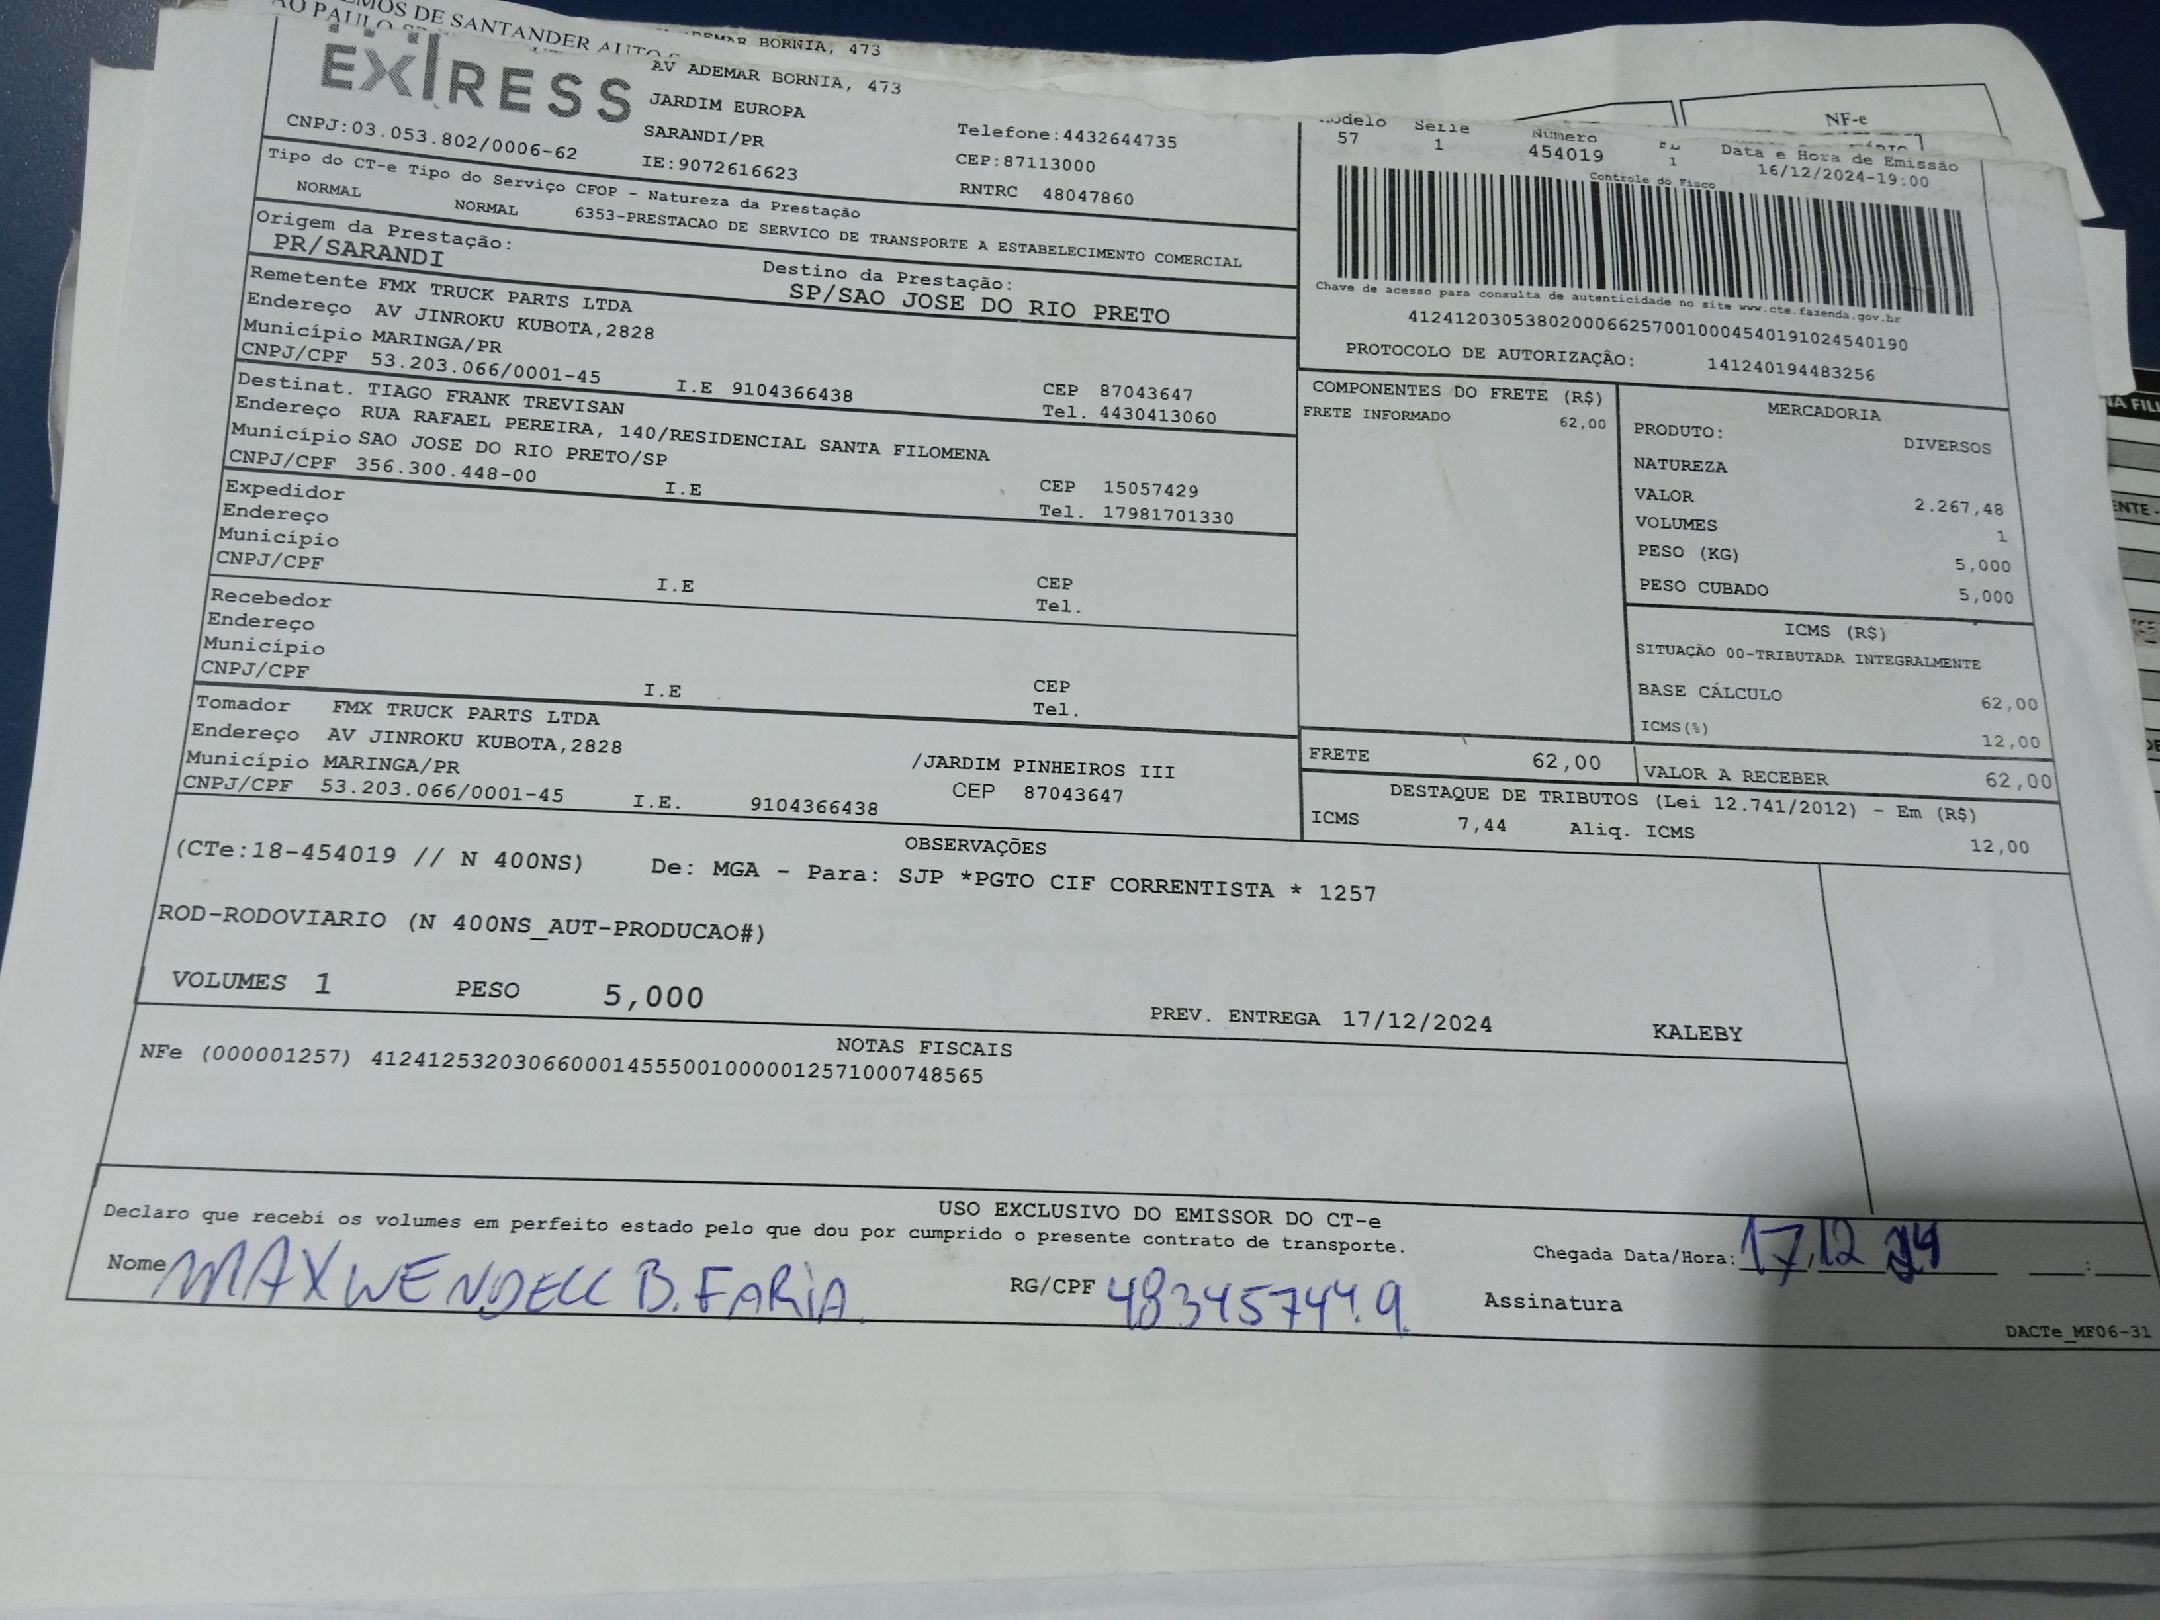 EMOS DE SANTANDER AUTO S
AO PAULO
DEMAR BORNIA, 473
NF-e
EXPRESS
AV ADEMAR BORNIA, 473
JARDIM EUROPA
SARANDI/PR
CNPJ:03.053.802/0006-62
IE:9072616623
Telefone:4432644735
CEP:87113000
RNTRC 48047860
odelo Serie Número FL Data e Hora de Emissão
57 1 454019 1 16/12/2024-19:00
Controle do Fisco
Chave de acesso para consulta de autenticidade no site www.cte.fazenda.gov.br
41241203053802000662570010004540191024540190
PROTOCOLO DE AUTORIZAÇÃO: 141240194483256
Tipo do CT-e Tipo do Serviço CFOP - Natureza da Prestação
NORMAL NORMAL 6353-PRESTACAO DE SERVICO DE TRANSPORTE A ESTABELECIMENTO COMERCIAL
Origem da Prestação: Destino da Prestação:
PR/SARANDI SP/SAO JOSE DO RIO PRETO
Remetente FMX TRUCK PARTS LTDA
Endereço AV JINROKU KUBOTA,2828
Município MARINGA/PR CEP 87043647
CNPJ/CPF 53.203.066/0001-45 I.E 9104366438 Tel. 4430413060
Destinat. TIAGO FRANK TREVISAN
Endereço RUA RAFAEL PEREIRA, 140/RESIDENCIAL SANTA FILOMENA
Município SAO JOSE DO RIO PRETO/SP CEP 15057429
CNPJ/CPF 356.300.448-00 I.E Tel. 17981701330
Expedidor
Endereço
Município CEP
CNPJ/CPF I.E Tel.
Recebedor
Endereço
Município CEP
CNPJ/CPF I.E Tel.
Tomador FMX TRUCK PARTS LTDA
Endereço AV JINROKU KUBOTA,2828 /JARDIM PINHEIROS III
Município MARINGA/PR CEP 87043647
CNPJ/CPF 53.203.066/0001-45 I.E. 9104366438
COMPONENTES DO FRETE (R$)
FRETE INFORMADO 62,00
MERCADORIA
PRODUTO: DIVERSOS
NATUREZA
VALOR 2.267,48
VOLUMES 1
PESO (KG) 5,000
PESO CUBADO 5,000
ICMS (R$)
SITUAÇÃO 00-TRIBUTADA INTEGRALMENTE
BASE CÁLCULO 62,00
ICMS(%) 12,00
FRETE 62,00 VALOR A RECEBER 62,00
DESTAQUE DE TRIBUTOS (Lei 12.741/2012) - Em (R$)
ICMS 7,44 Aliq. ICMS 12,00
OBSERVAÇÕES
(CTe:18-454019 // N 400NS) De: MGA - Para: SJP *PGTO CIF CORRENTISTA * 1257
ROD-RODOVIARIO (N 400NS_AUT-PRODUCAO#)
VOLUMES 1 PESO 5,000 PREV. ENTREGA 17/12/2024 KALEBY
NOTAS FISCAIS
NFe (000001257) 41241253203066000145550010000012571000748565
USO EXCLUSIVO DO EMISSOR DO CT-e
Declaro que recebi os volumes em perfeito estado pelo que dou por cumprido o presente contrato de transporte.
Chegada Data/Hora: 17,12 24 :
Nome MAXWENDELL B. FARIA. RG/CPF 48345744.9. Assinatura
DACTe_MF06-31